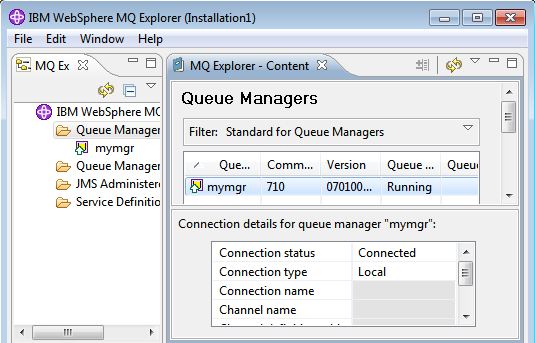 IBM WebSphere MQ Explorer (Installation1)
File Edit Window Help
MQ Ex
IBM WebSphere MQ
Queue Manager
mymgr
Queue Manager
JMS Administer
Service Definitio
MQ Explorer - Content
Queue Managers
Filter: Standard for Queue Managers
Que... Comm... Version Queue ... Queue
mymgr 710 070100... Running
Connection details for queue manager "mymgr":
Connection status Connected
Connection type Local
Connection name
Channel name